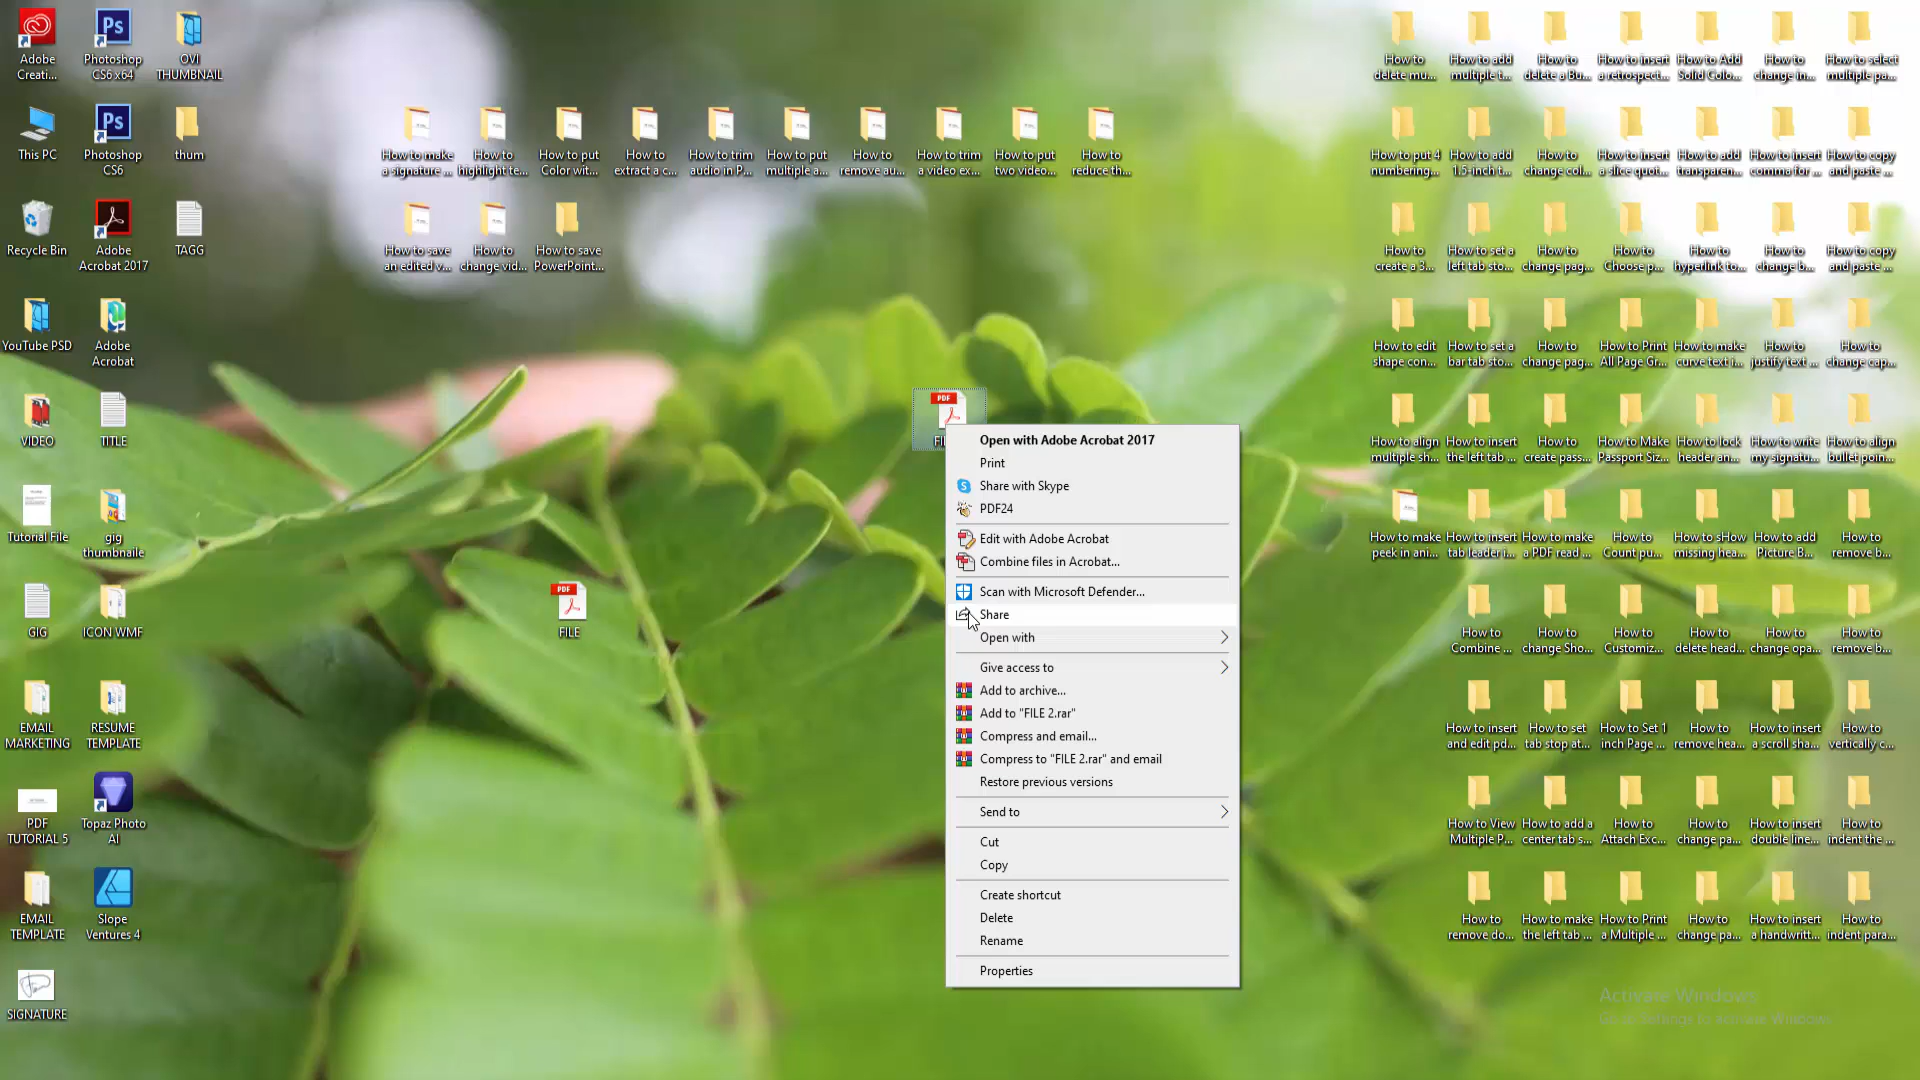 Adobe
Creati...
Photoshop
CS6 x64
OVI
THUMBNAIL
This PC
Photoshop
CS6
thum
Recycle Bin
Adobe
Acrobat 2017
TAGG
YouTube PSD
Adobe
Acrobat
VIDEO
TITLE
Tutorial File
gig
thumbnaile
GIG
ICON WMF
EMAIL
MARKETING
RESUME
TEMPLATE
PDF
TUTORIAL 5
Topaz Photo
AI
EMAIL
TEMPLATE
Slope
Ventures 4
SIGNATURE
How to make
a signature ...
How to
highlight te...
How to put
Color wit...
How to
extract a c...
How to trim
audio in P...
How to put
multiple a...
How to
remove au...
How to trim
a video ex...
How to put
two video...
How to
reduce th...
How to save
an edited v...
How to
change vid...
How to save
PowerPoint...
PDF
FILE
PDF
Open with Adobe Acrobat 2017
Print
Share with Skype
PDF24
Edit with Adobe Acrobat
Combine files in Acrobat...
Scan with Microsoft Defender...
Share
Open with
Give access to
Add to archive...
Add to "FILE 2.rar"
Compress and email...
Compress to "FILE 2.rar" and email
Restore previous versions
Send to
Cut
Copy
Create shortcut
Delete
Rename
Properties
How to
delete mu...
How to add
multiple t...
How to
delete a Bu...
How to insert
a retrospect...
How to Add
Solid Colo...
How to
change in...
How to select
multiple pa...
How to put 4
numbering...
How to add
1.5-inch t...
How to
change col...
How to insert
a slice quot...
How to add
transparen...
How to insert
comma for ...
How to copy
and paste ...
How to
create a 3...
How to set a
left tab sto...
How to
change pag...
How to
Choose p...
How to
hyperlink to...
How to
change b...
How to copy
and paste ...
How to edit
shape con...
How to set a
bar tab sto...
How to
change pag...
How to Print
All Page Gr...
How to make
curve text i...
How to
justify text ...
How to
change cap...
How to align
multiple sh...
How to insert
the left tab ...
How to
create pass...
How to Make
Passport Siz...
How to lock
header an...
How to write
my signatu...
How to align
bullet poin...
How to make
peek in ani...
How to insert
tab leader i...
How to make
a PDF read ...
How to
Count pu...
How to sHow
missing hea...
How to add
Picture B...
How to
remove b...
How to
Combine ...
How to
change Sho...
How to
Customiz...
How to
delete head...
How to
change opa...
How to
remove b...
How to insert
and edit pd...
How to set
tab stop at...
How to Set 1
inch Page ...
How to
remove hea...
How to insert
a scroll sha...
How to
vertically c...
How to View
Multiple P...
How to add a
center tab s...
How to
Attach Exc...
How to
change pa...
How to insert
double line...
How to
indent the ...
How to
remove do...
How to make
the left tab ...
How to Print
a Multiple ...
How to
change pa...
How to insert
a handwritt...
How to
indent para...
Activate Windows
Go to Settings to activate Windows.